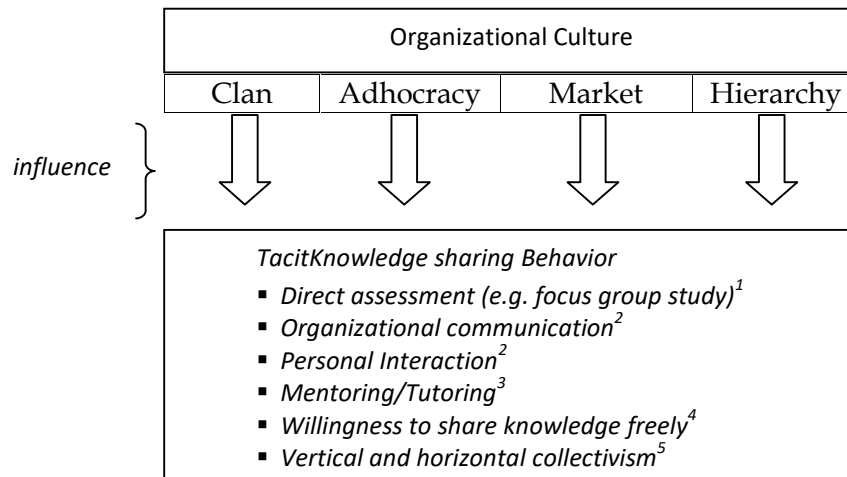 Organizational Culture
Clan Adhocracy Market Hierarchy
influence
TacitKnowledge sharing Behavior
▪ Direct assessment (e.g. focus group study)¹
▪ Organizational communication²
▪ Personal Interaction²
▪ Mentoring/Tutoring³
▪ Willingness to share knowledge freely⁴
▪ Vertical and horizontal collectivism⁵